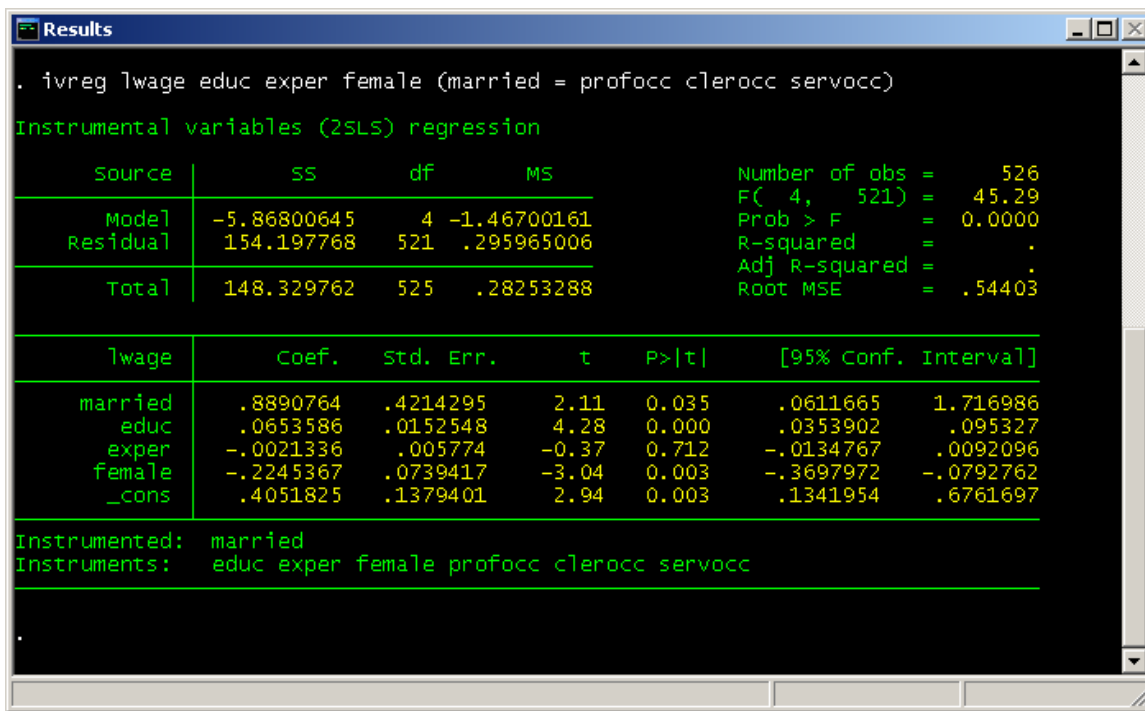 Results
. ivreg lwage educ exper female (married = profocc clerocc servocc)
Instrumental variables (2SLS) regression
Source | SS df MS Number of obs = 526
F( 4, 521) = 45.29
Model | -5.86800645 4 -1.46700161 Prob > F = 0.0000
Residual | 154.197768 521 .295965006 R-squared = .
Adj R-squared = .
Total | 148.329762 525 .28253288 Root MSE = .54403
lwage | Coef. Std. Err. t P>|t| [95% Conf. Interval]
married | .8890764 .4214295 2.11 0.035 .0611665 1.716986
educ | .0653586 .0152548 4.28 0.000 .0353902 .095327
exper | -.0021336 .005774 -0.37 0.712 -.0134767 .0092096
female | -.2245367 .0739417 -3.04 0.003 -.3697972 -.0792762
_cons | .4051825 .1379401 2.94 0.003 .1341954 .6761697
Instrumented: married
Instruments: educ exper female profocc clerocc servocc
.